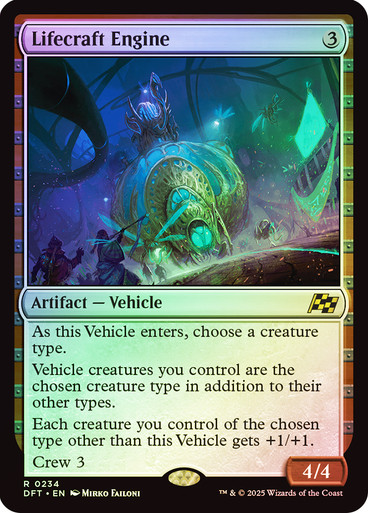 Lifecraft Engine 3
Artifact — Vehicle
As this Vehicle enters, choose a creature
type.
Vehicle creatures you control are the
chosen creature type in addition to their
other types.
Each creature you control of the chosen
type other than this Vehicle gets +1/+1.
Crew 3
4/4
R 0234
DFT • EN Mirko Failoni
™ & © 2025 Wizards of the Coast